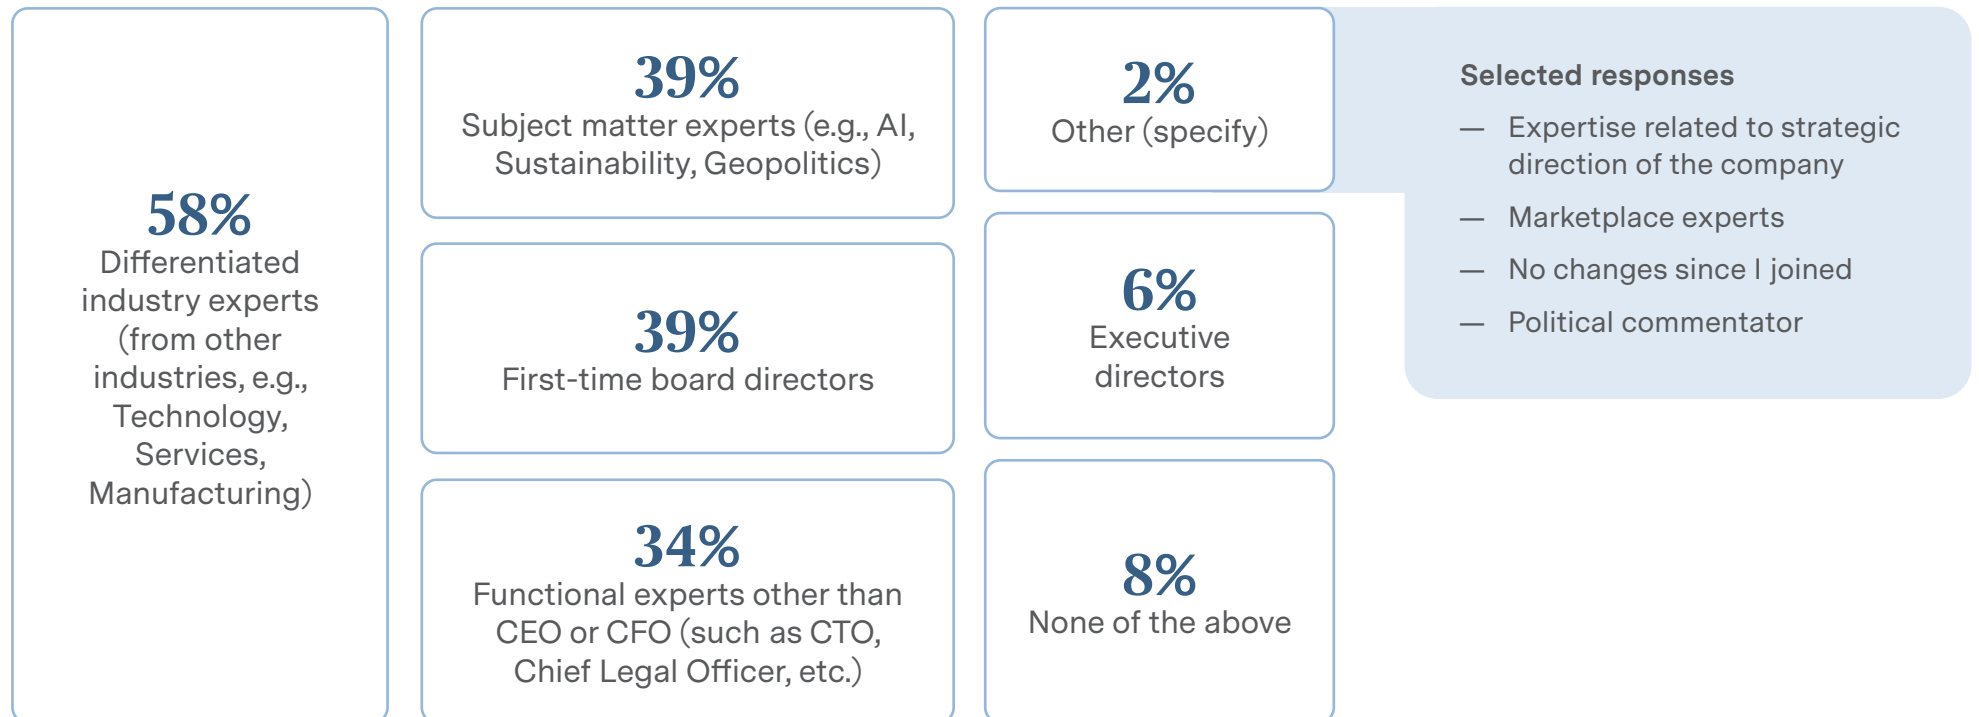 58%
Differentiated
industry experts
(from other
industries, e.g.,
Technology,
Services,
Manufacturing)
39%
Subject matter experts (e.g., AI,
Sustainability, Geopolitics)
39%
First-time board directors
34%
Functional experts other than
CEO or CFO (such as CTO,
Chief Legal Officer, etc.)
2%
Other (specify)
6%
Executive
directors
8%
None of the above
Selected responses
— Expertise related to strategic
direction of the company
— Marketplace experts
— No changes since I joined
— Political commentator